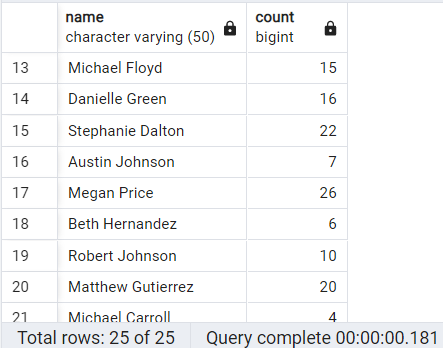 name count
character varying (50) bigint
13 Michael Floyd 15
14 Danielle Green 16
15 Stephanie Dalton 22
16 Austin Johnson 7
17 Megan Price 26
18 Beth Hernandez 6
19 Robert Johnson 10
20 Matthew Gutierrez 20
21 Michael Carroll 4
Total rows: 25 of 25 Query complete 00:00:00.181